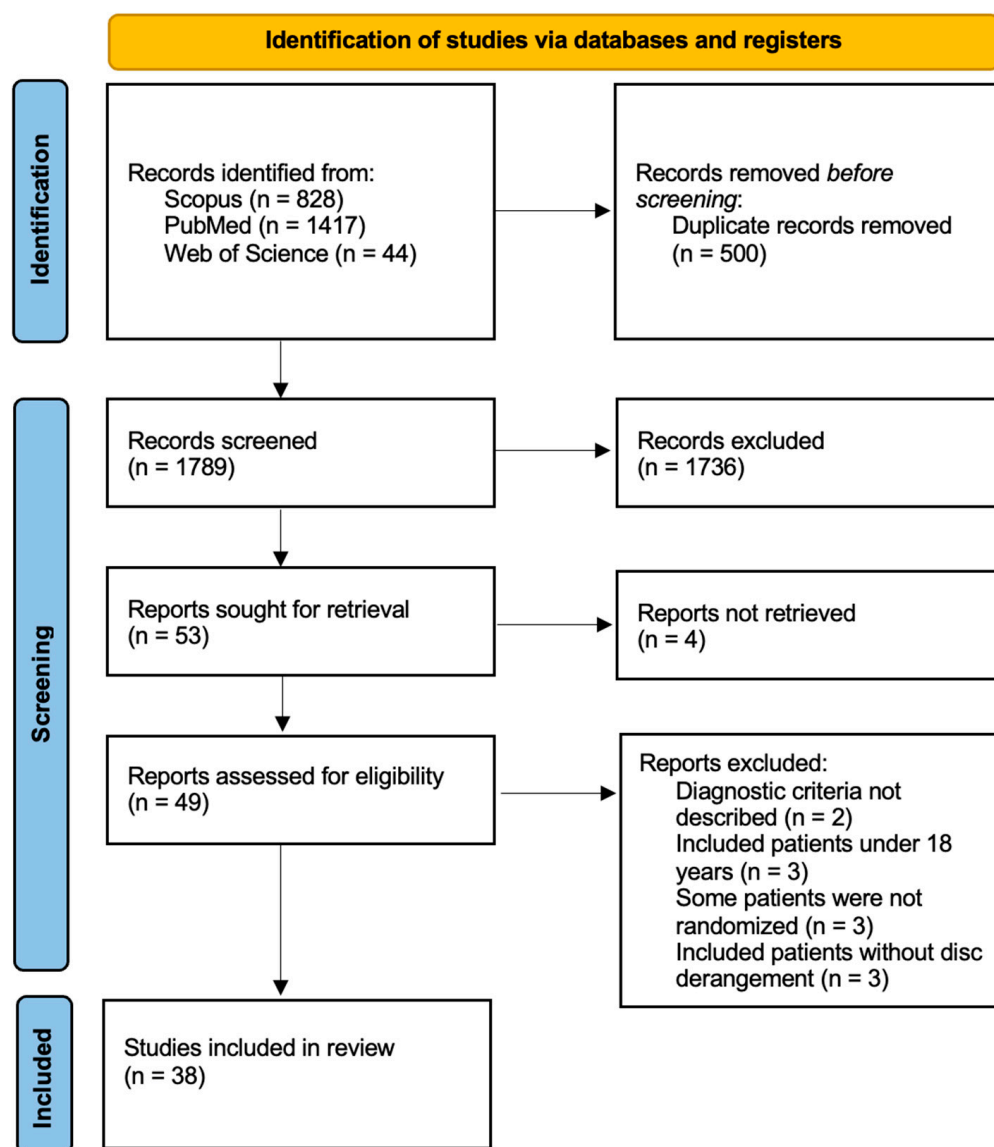 Identification of studies via databases and registers
Identification
Records identified from:
Scopus (n = 828)
PubMed (n = 1417)
Web of Science (n = 44)
Records removed before
screening:
Duplicate records removed
(n = 500)
Screening
Records screened
(n = 1789)
Records excluded
(n = 1736)
Reports sought for retrieval
(n = 53)
Reports not retrieved
(n = 4)
Reports assessed for eligibility
(n = 49)
Reports excluded:
Diagnostic criteria not
described (n = 2)
Included patients under 18
years (n = 3)
Some patients were not
randomized (n = 3)
Included patients without disc
derangement (n = 3)
Included
Studies included in review
(n = 38)